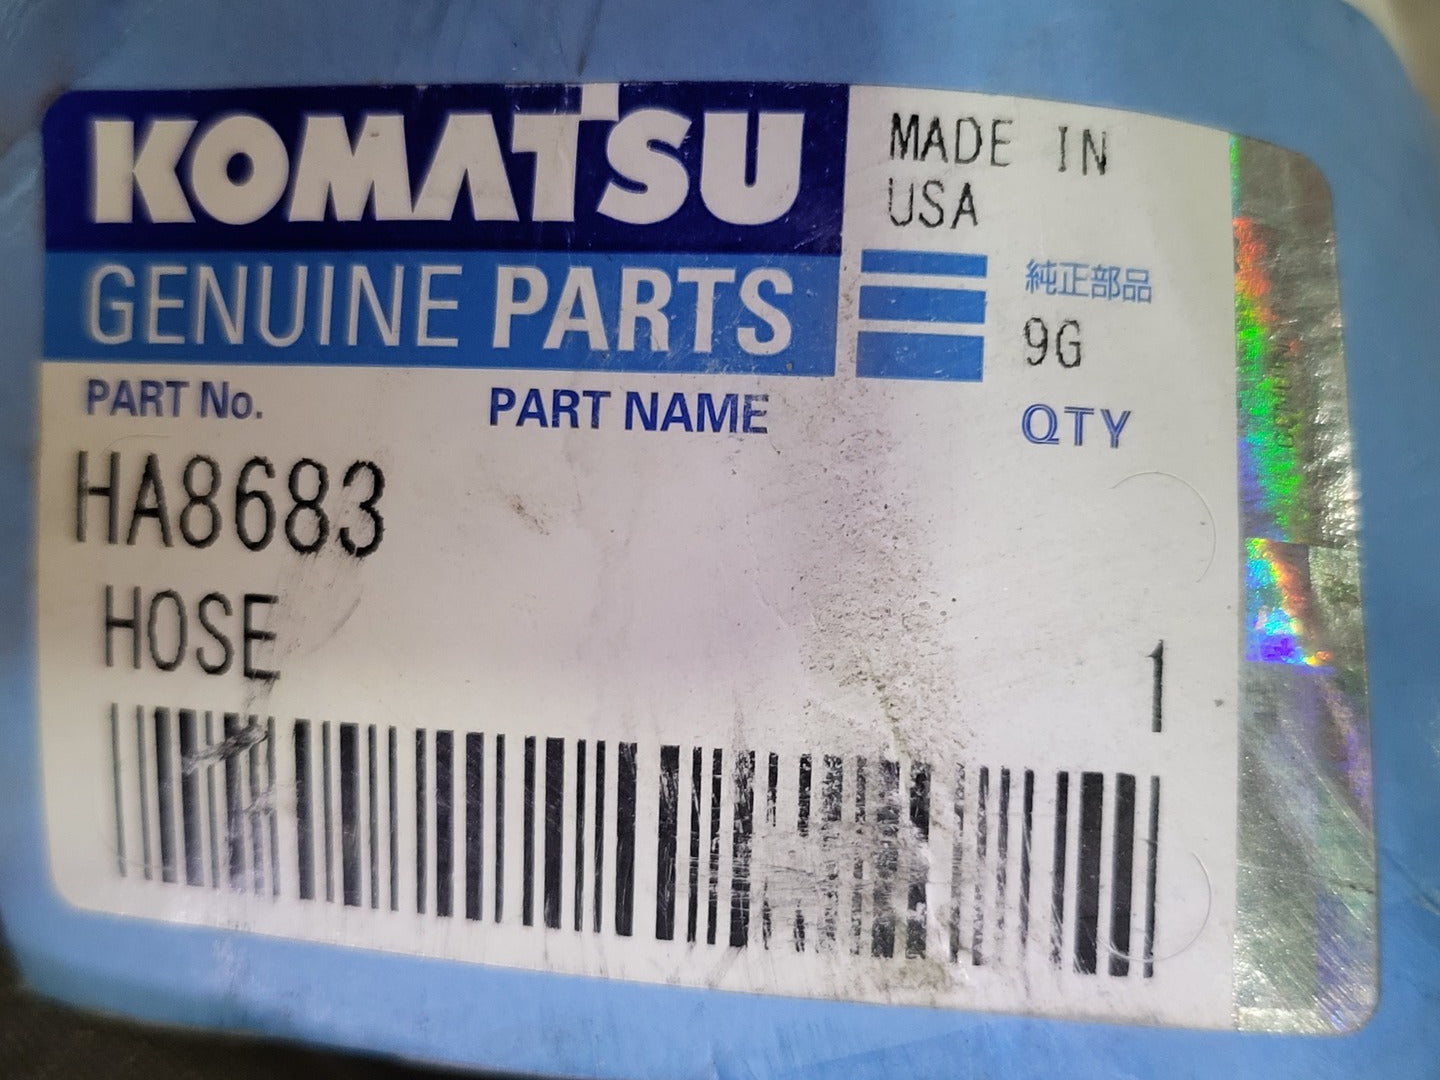 KOMATSU
GENUINE PARTS
MADE IN
USA
純正部品
9G
PART No.
PART NAME
QTY
HA8683
HOSE
1